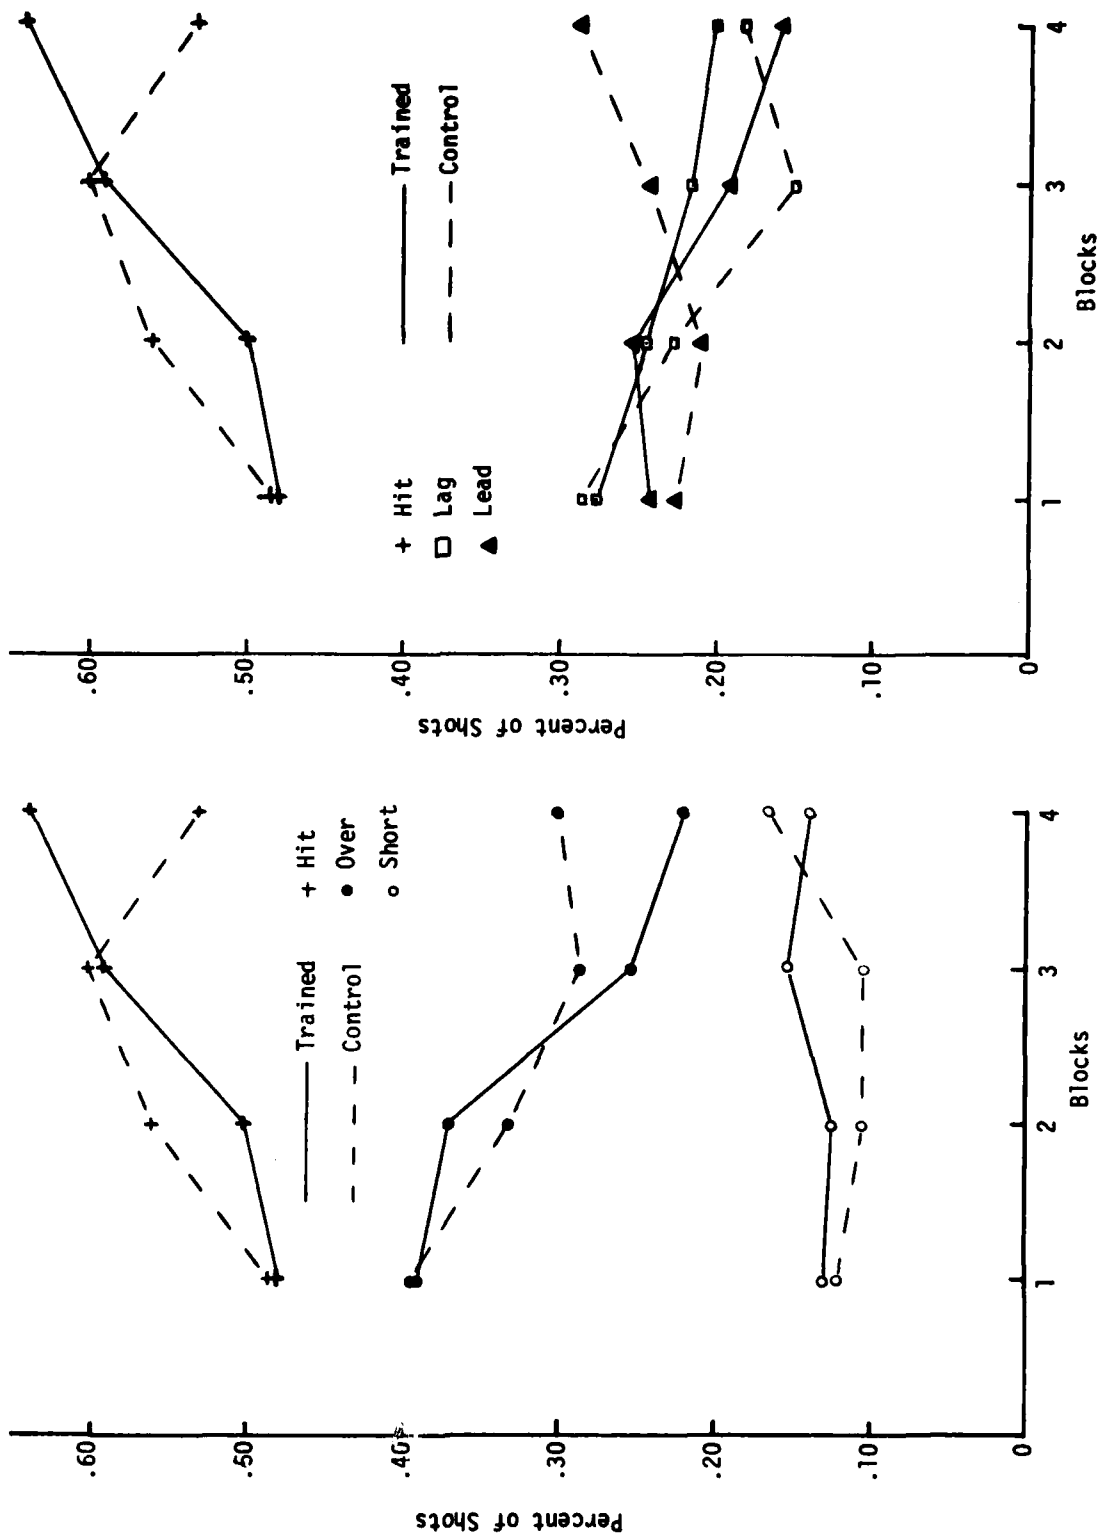 Percent of Shots
.60
.50
.40
.30
.20
.10
0
1
2
3
4
Blocks
Trained
Control
+ Hit
● Over
○ Short
Percent of Shots
.60
.50
.40
.30
.20
.10
0
1
2
3
4
Blocks
Trained
Control
+ Hit
□ Lag
▲ Lead